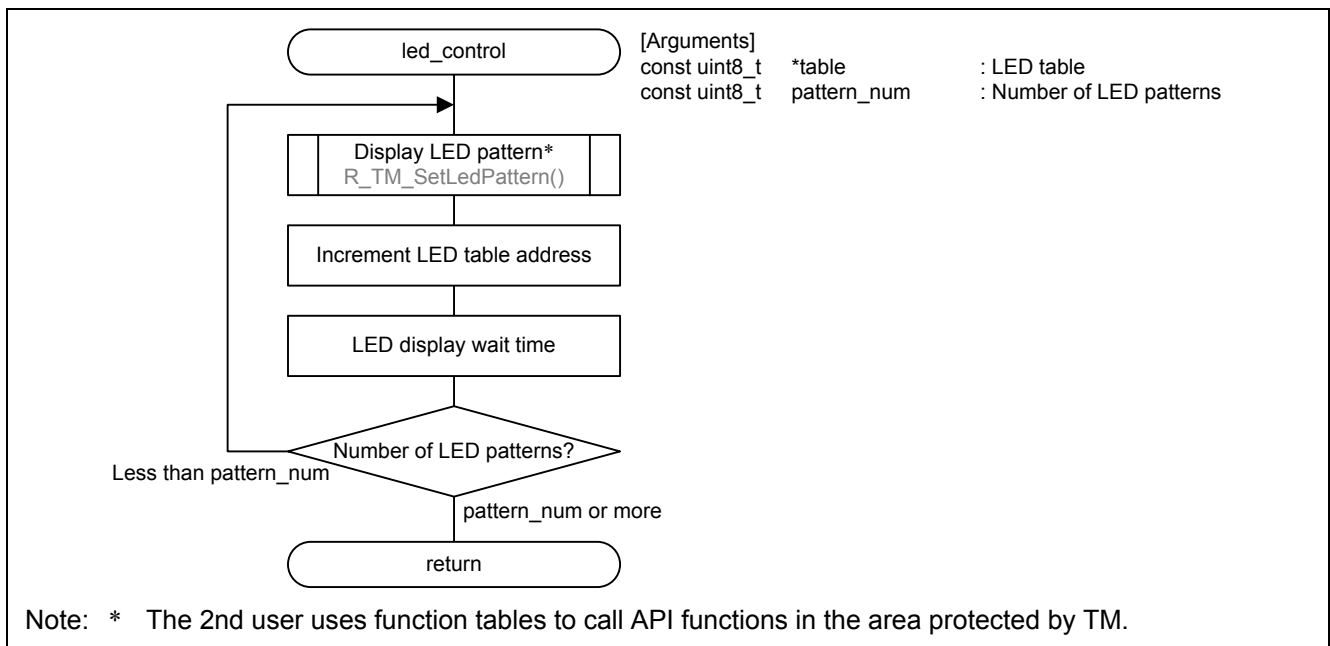 led_control
[Arguments]
const uint8_t *table : LED table
const uint8_t pattern_num : Number of LED patterns
Display LED pattern*
R_TM_SetLedPattern()
Increment LED table address
LED display wait time
Number of LED patterns?
Less than pattern_num
pattern_num or more
return
Note: * The 2nd user uses function tables to call API functions in the area protected by TM.